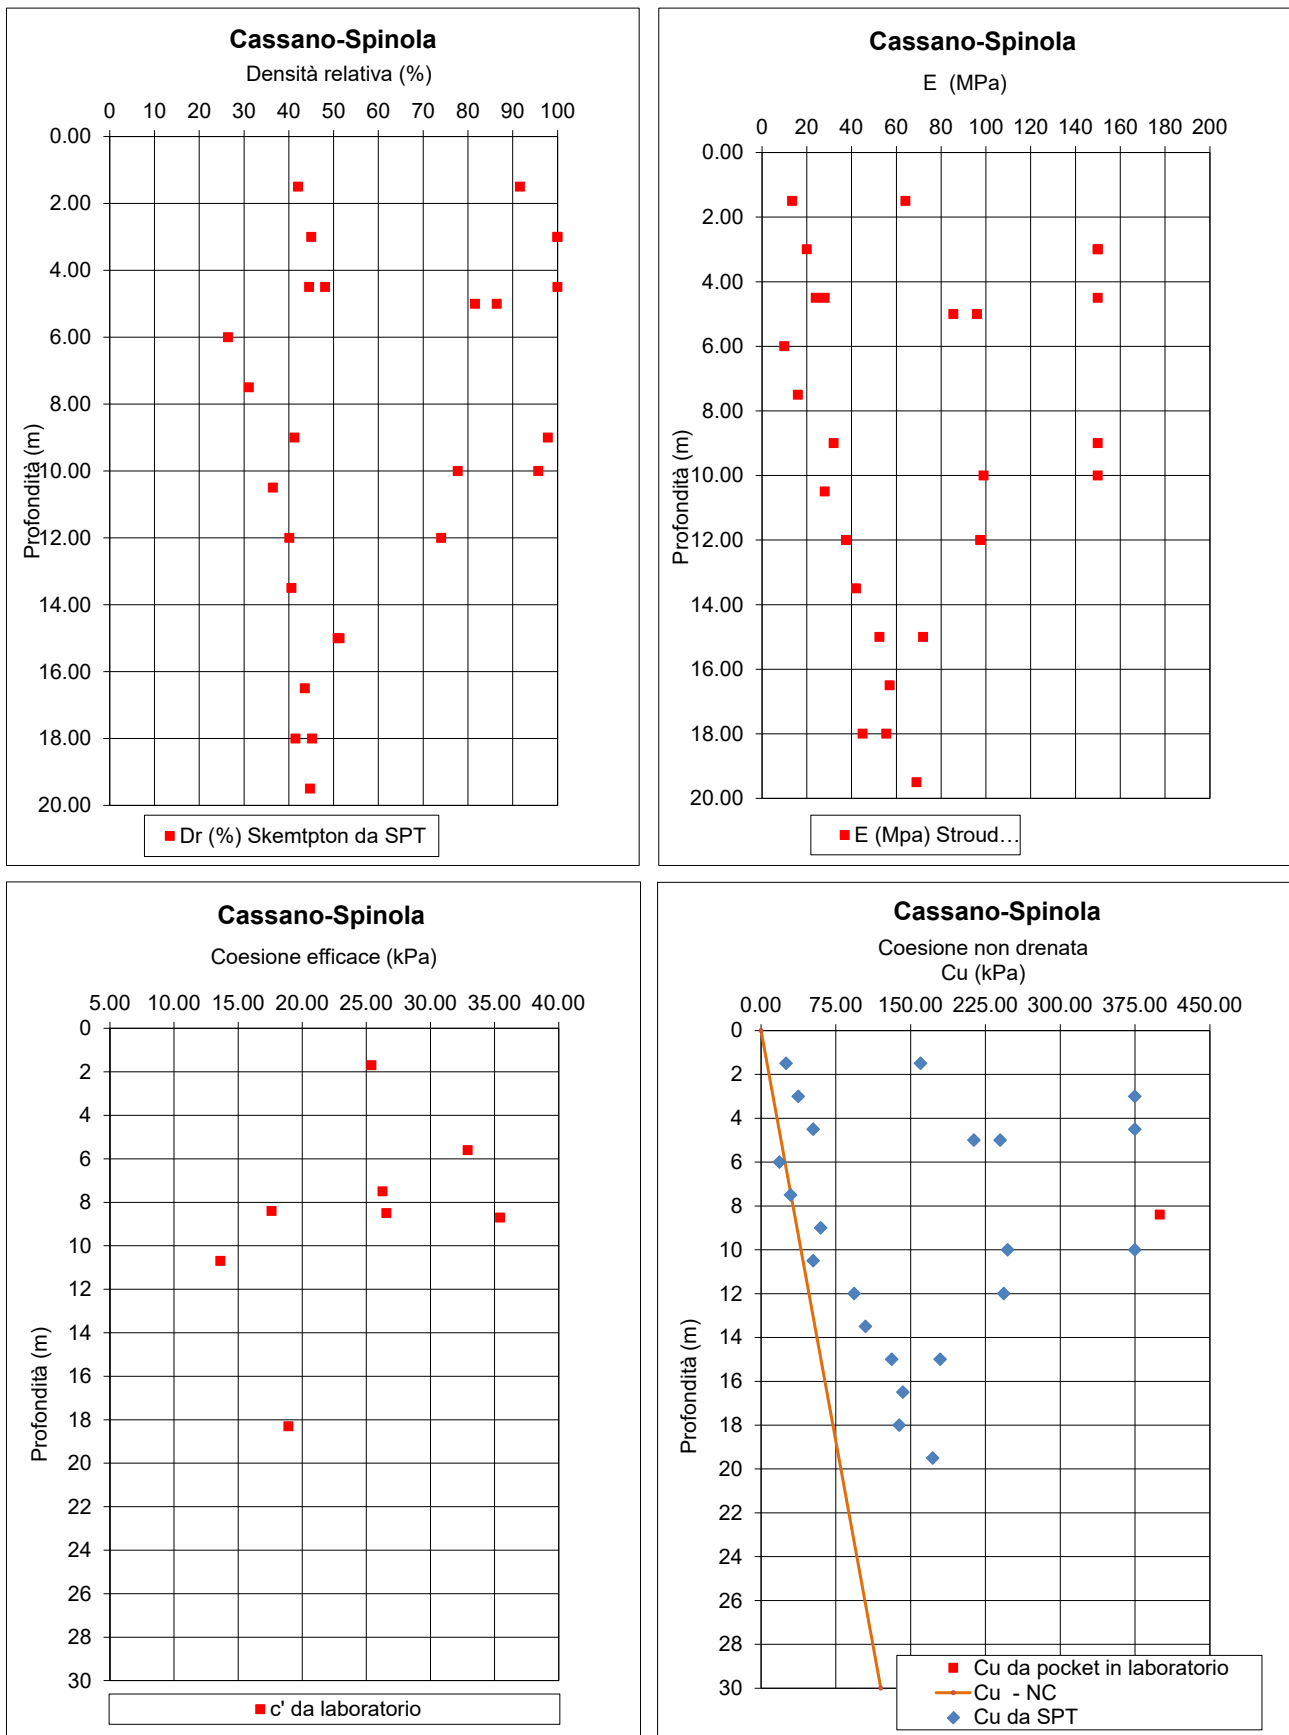 Cassano-Spinola
Densità relativa (%)
0 10 20 30 40 50 60 70 80 90 100
0.00
2.00
4.00
6.00
8.00
10.00
12.00
14.00
16.00
18.00
20.00
Profondità (m)
Dr (%) Skemtpton da SPT
Cassano-Spinola
E (MPa)
0 20 40 60 80 100 120 140 160 180 200
0.00
2.00
4.00
6.00
8.00
10.00
12.00
14.00
16.00
18.00
20.00
Profondità (m)
E (Mpa) Stroud…
Cassano-Spinola
Coesione efficace (kPa)
5.00 10.00 15.00 20.00 25.00 30.00 35.00 40.00
0
2
4
6
8
10
12
14
16
18
20
22
24
26
28
30
Profondità (m)
c' da laboratorio
Cassano-Spinola
Coesione non drenata
Cu (kPa)
0.00 75.00 150.00 225.00 300.00 375.00 450.00
0
2
4
6
8
10
12
14
16
18
20
22
24
26
28
30
Profondità (m)
Cu da pocket in laboratorio
Cu - NC
Cu da SPT